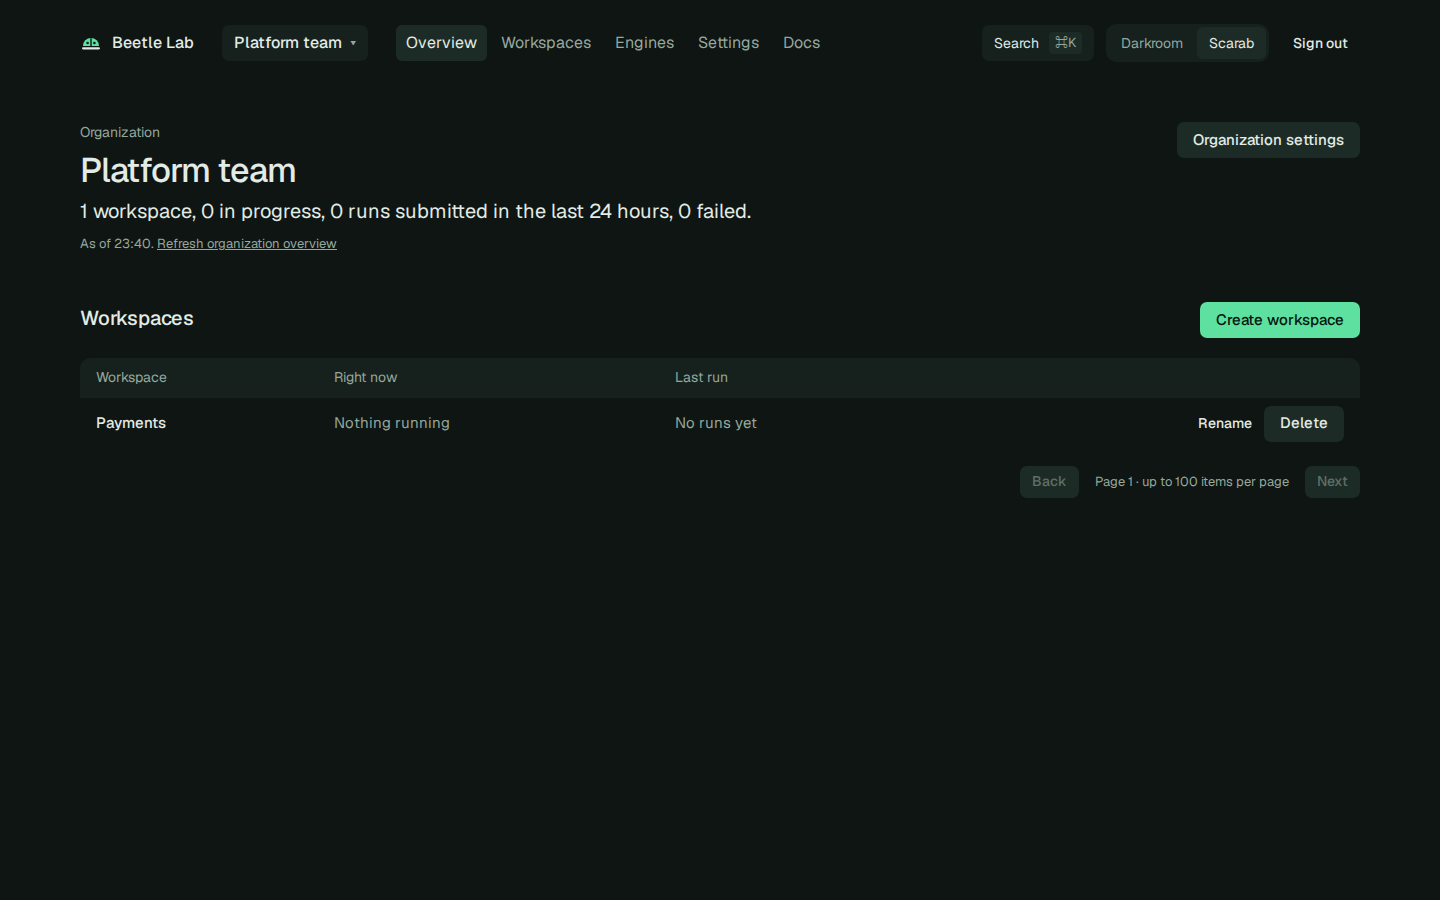 Beetle Lab
Platform team
Overview
Workspaces
Engines
Settings
Docs
Search ⌘K
Darkroom
Scarab
Sign out
Organization
Organization settings
Platform team
1 workspace, 0 in progress, 0 runs submitted in the last 24 hours, 0 failed.
As of 23:40. Refresh organization overview
Workspaces
Create workspace
Workspace Right now Last run
Payments Nothing running No runs yet Rename Delete
Back Page 1 · up to 100 items per page Next